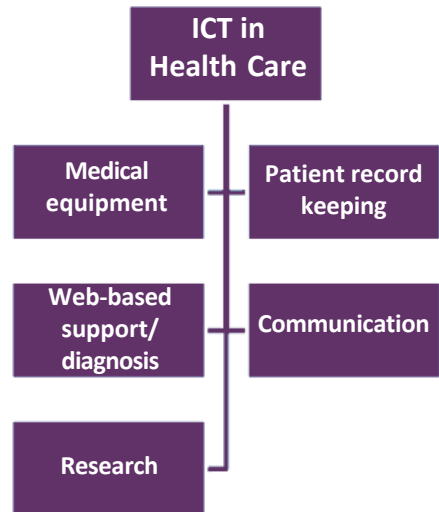 ICT in
Health Care
Medical
equipment
Patient record
keeping
Web-based
support/
diagnosis
Communication
Research